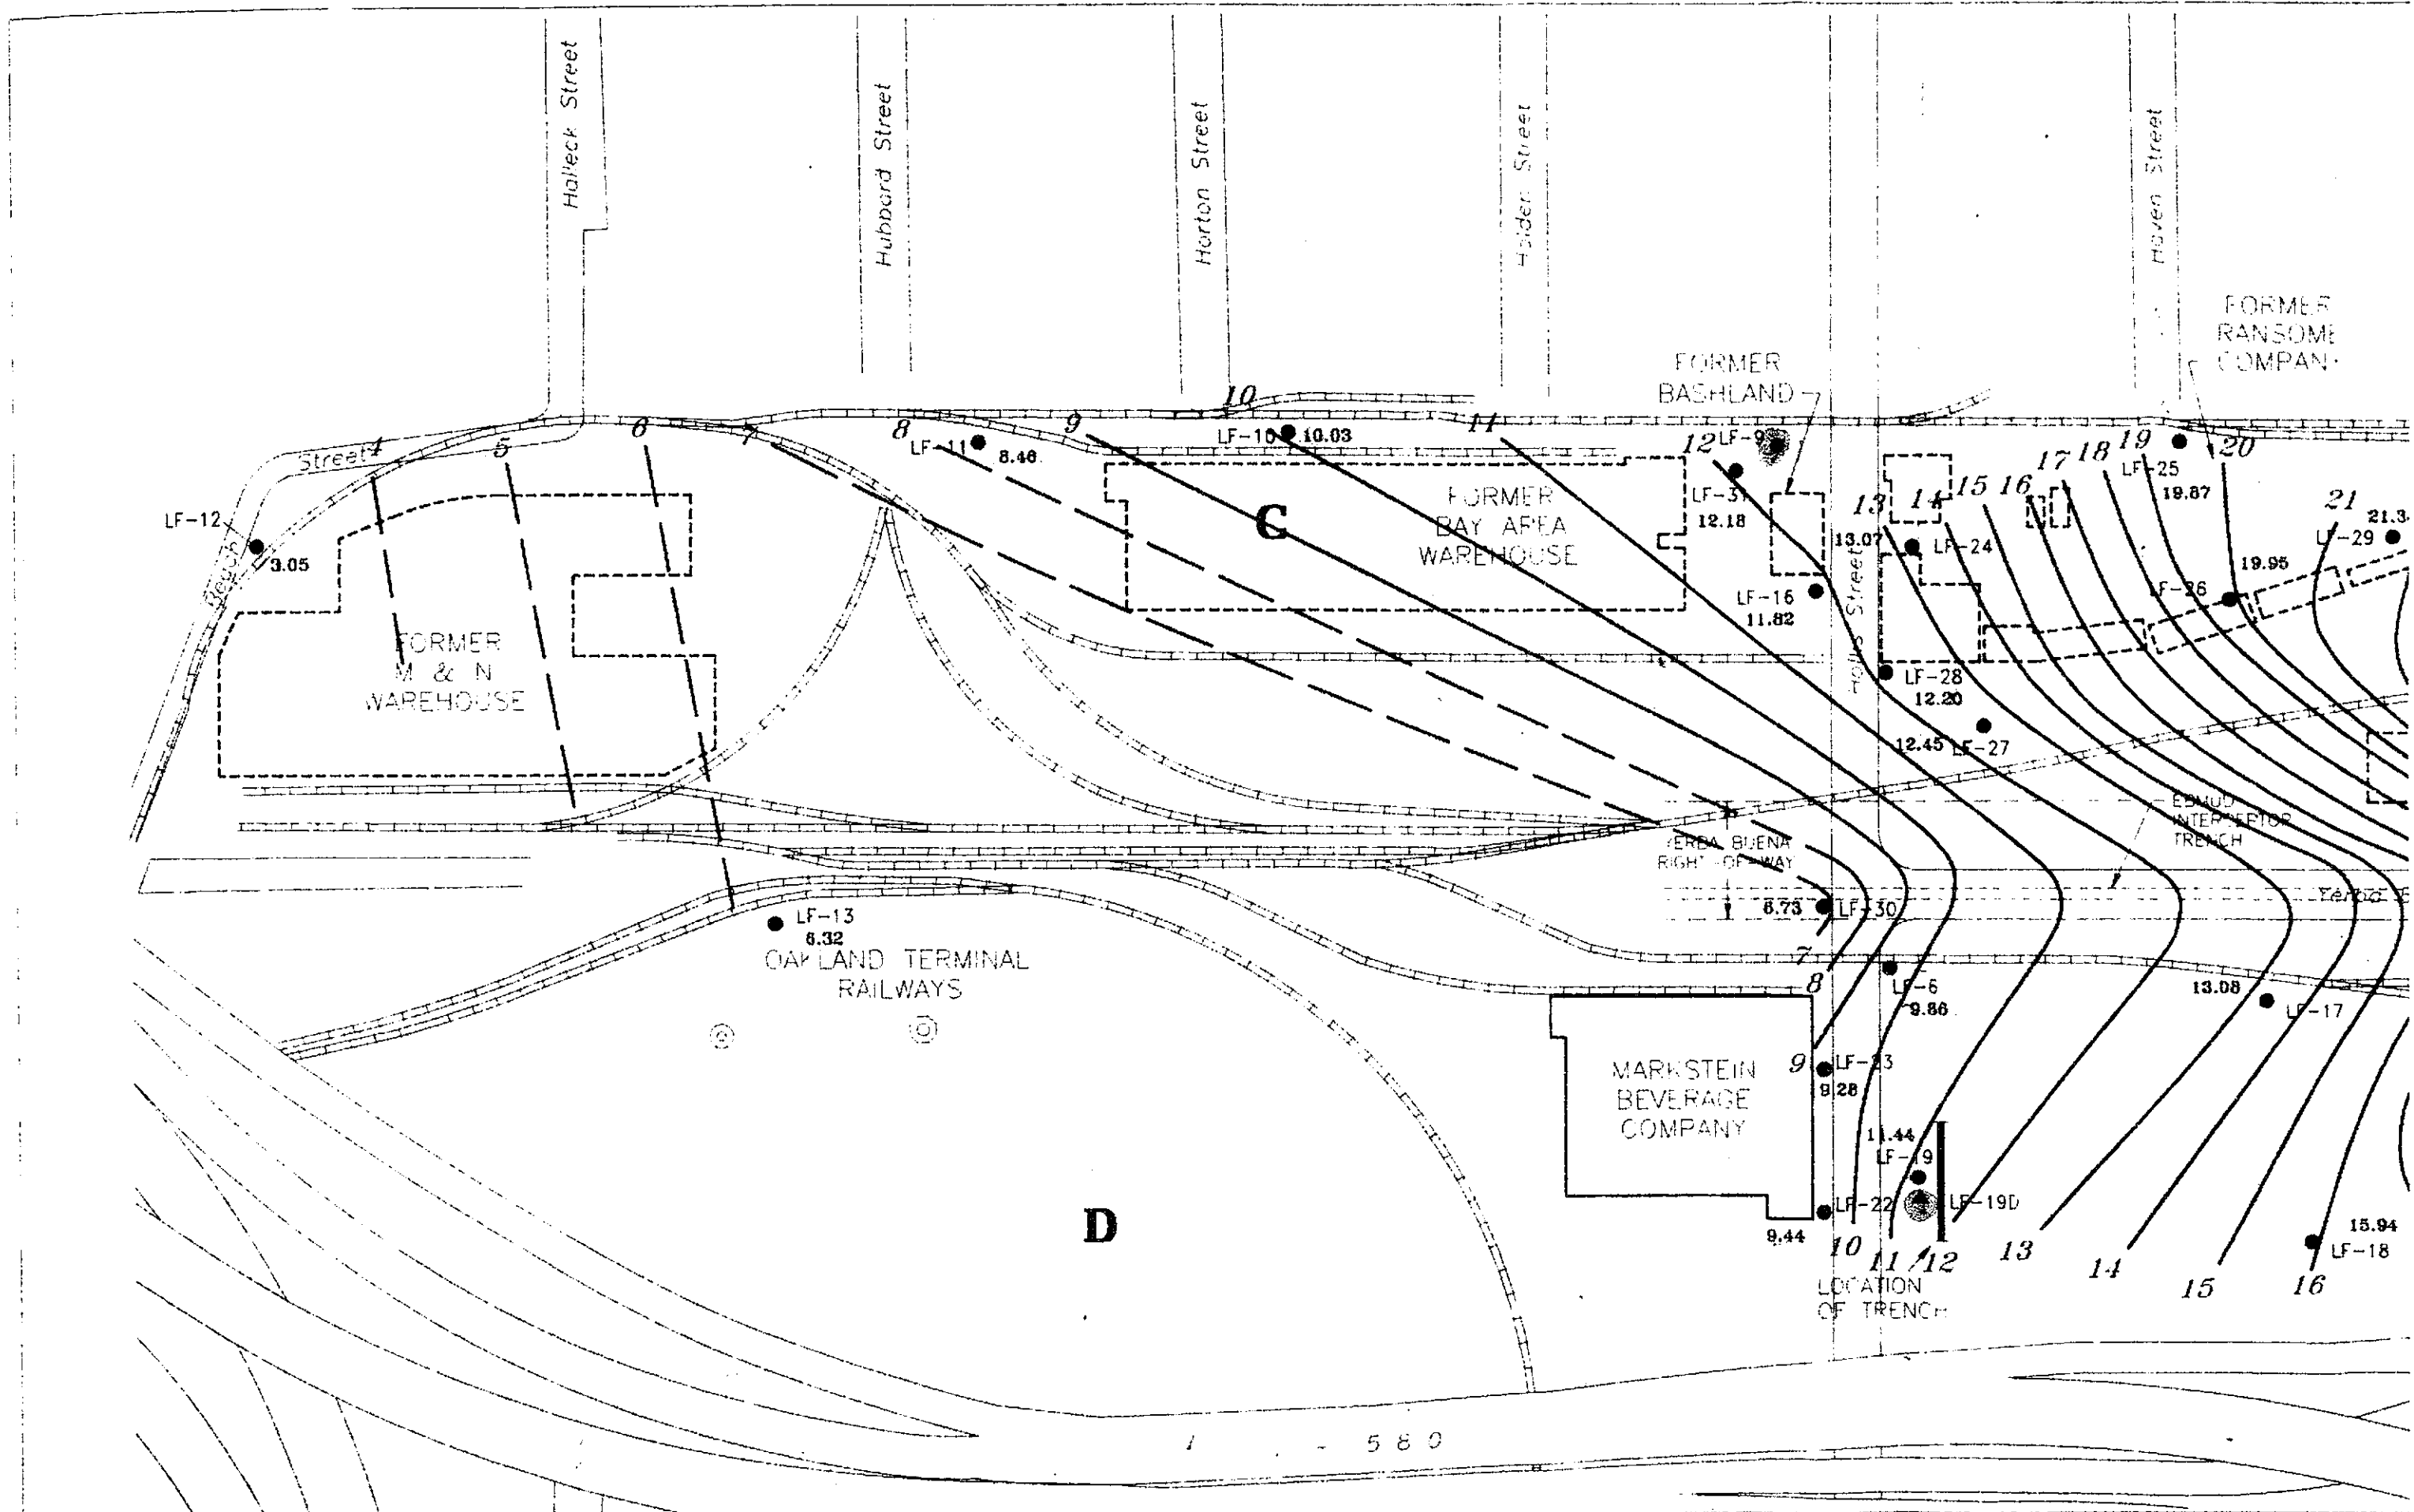 Halleck Street
Hubbard Street
Horton Street
Holden Street
Haven Street
FORMER
RANSOME
FORMER
BASHLAND
10
4
5
6
7
8
9
11
12
13
14
15
16
17
18
19
20
21
Street
Beach
LF-12
3.05
LF-11
8.46
LF-10
10.03
LF-9
LF-31
12.18
LF-16
11.82
13.07
LF-24
LF-25
19.87
LF-26
19.95
LF-29
21.3
C
FORMER
BAY AREA
WAREHOUSE
FORMER
M & N
WAREHOUSE
Hollis Street
LF-28
12.20
12.45
LF-27
EBMUD
INTERCEPTOR
TRENCH
YERBA BUENA
RIGHT-OF-WAY
Yerba
6.73
LF-30
LF-13
6.32
OAKLAND TERMINAL
RAILWAYS
7
8
9
LF-6
9.86
13.08
LF-17
LF-23
9.28
MARKSTEIN
BEVERAGE
COMPANY
11.44
LF-19
LF-19D
LF-22
9.44
D
10
11
12
13
14
15
16
15.94
LF-18
LOCATION
OF TRENCH
I - 580